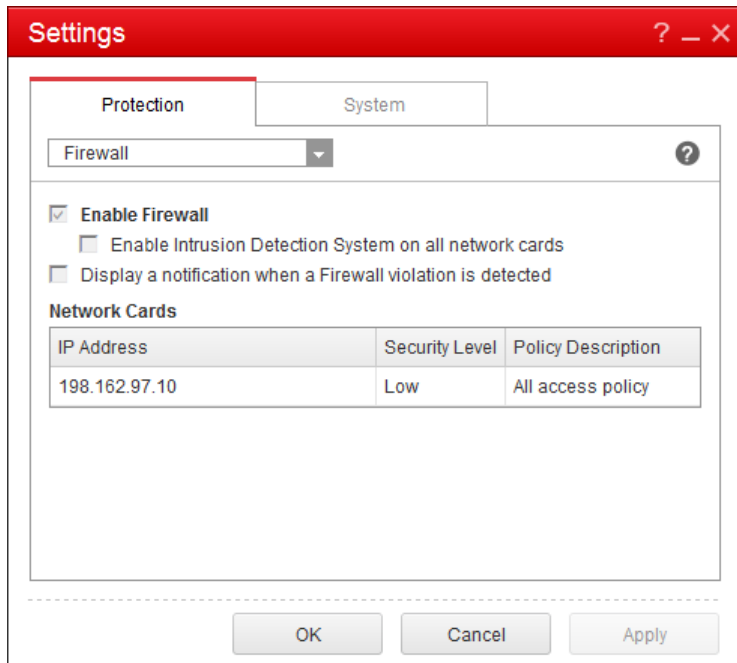 Settings
Protection System
Firewall
Enable Firewall
Enable Intrusion Detection System on all network cards
Display a notification when a Firewall violation is detected
Network Cards
IP Address Security Level Policy Description
198.162.97.10 Low All access policy
OK Cancel Apply